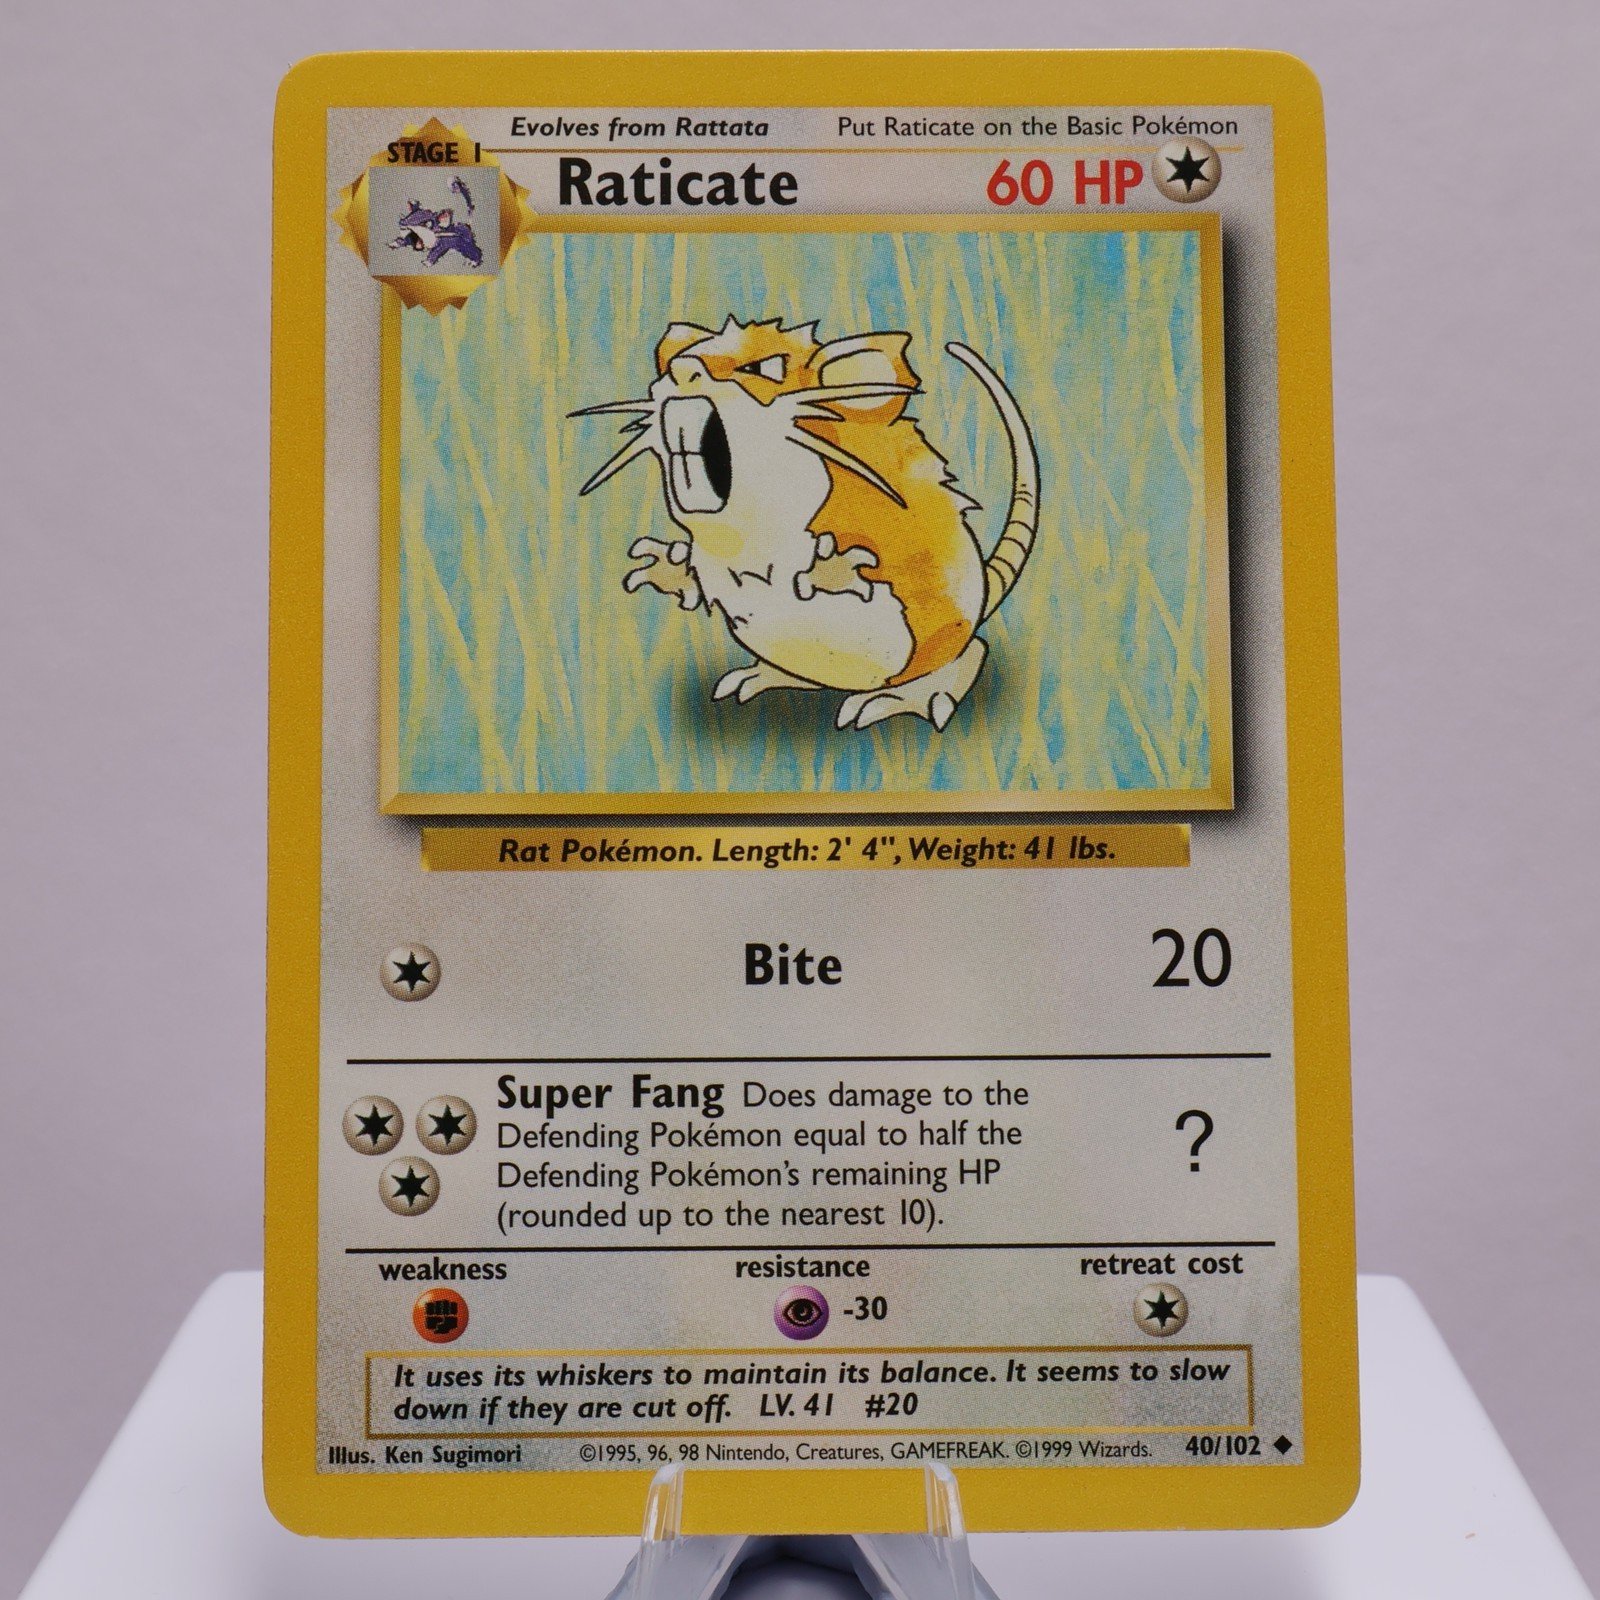 Evolves from Rattata Put Raticate on the Basic Pokémon
STAGE 1
Raticate 60 HP
Rat Pokémon. Length: 2' 4", Weight: 41 lbs.
Bite 20
Super Fang Does damage to the
Defending Pokémon equal to half the
Defending Pokémon's remaining HP
(rounded up to the nearest 10).
?
weakness resistance retreat cost
-30
It uses its whiskers to maintain its balance. It seems to slow
down if they are cut off. LV. 41 #20
Illus. Ken Sugimori ©1995, 96, 98 Nintendo, Creatures, GAMEFREAK. ©1999 Wizards. 40/102